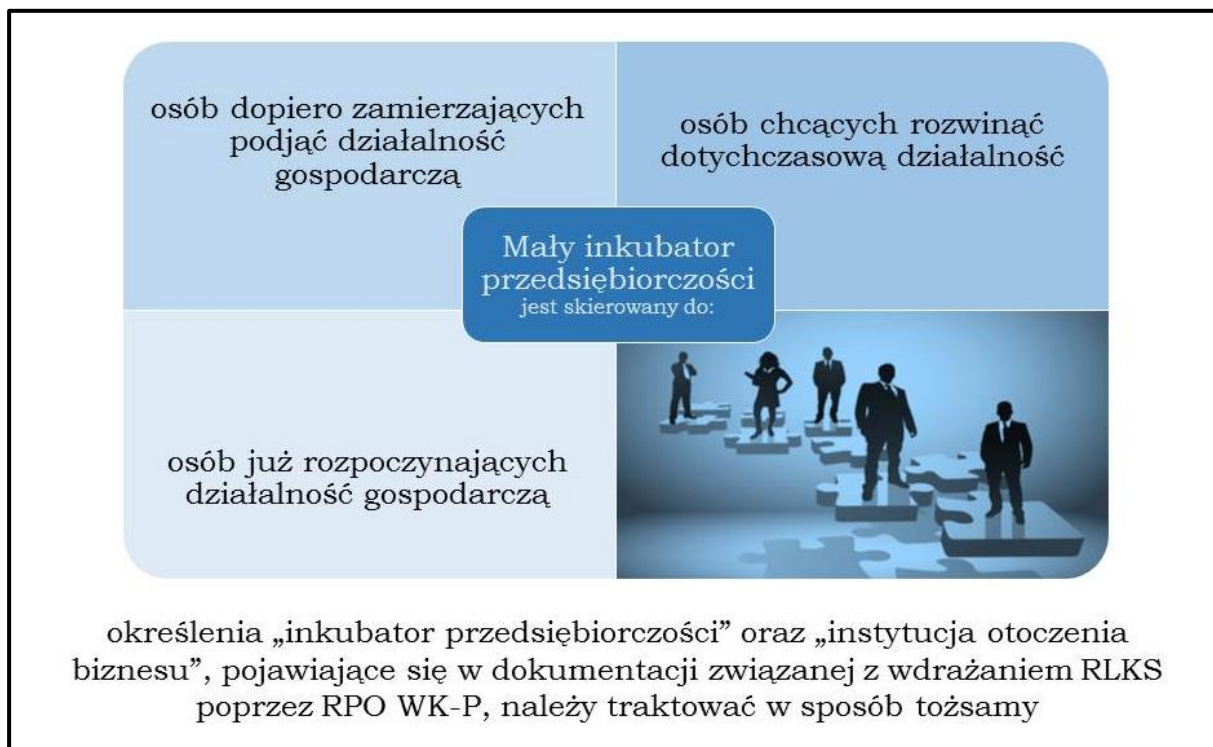 osób dopiero zamierzających
podjąć działalność
gospodarczą
osób chcących rozwinąć
dotychczasową działalność
Mały inkubator
przedsiębiorczości
jest skierowany do:
osób już rozpoczynających
działalność gospodarczą
określenia „inkubator przedsiębiorczości” oraz „instytucja otoczenia
biznesu”, pojawiające się w dokumentacji związanej z wdrażaniem RLKS
poprzez RPO WK-P, należy traktować w sposób tożsamy